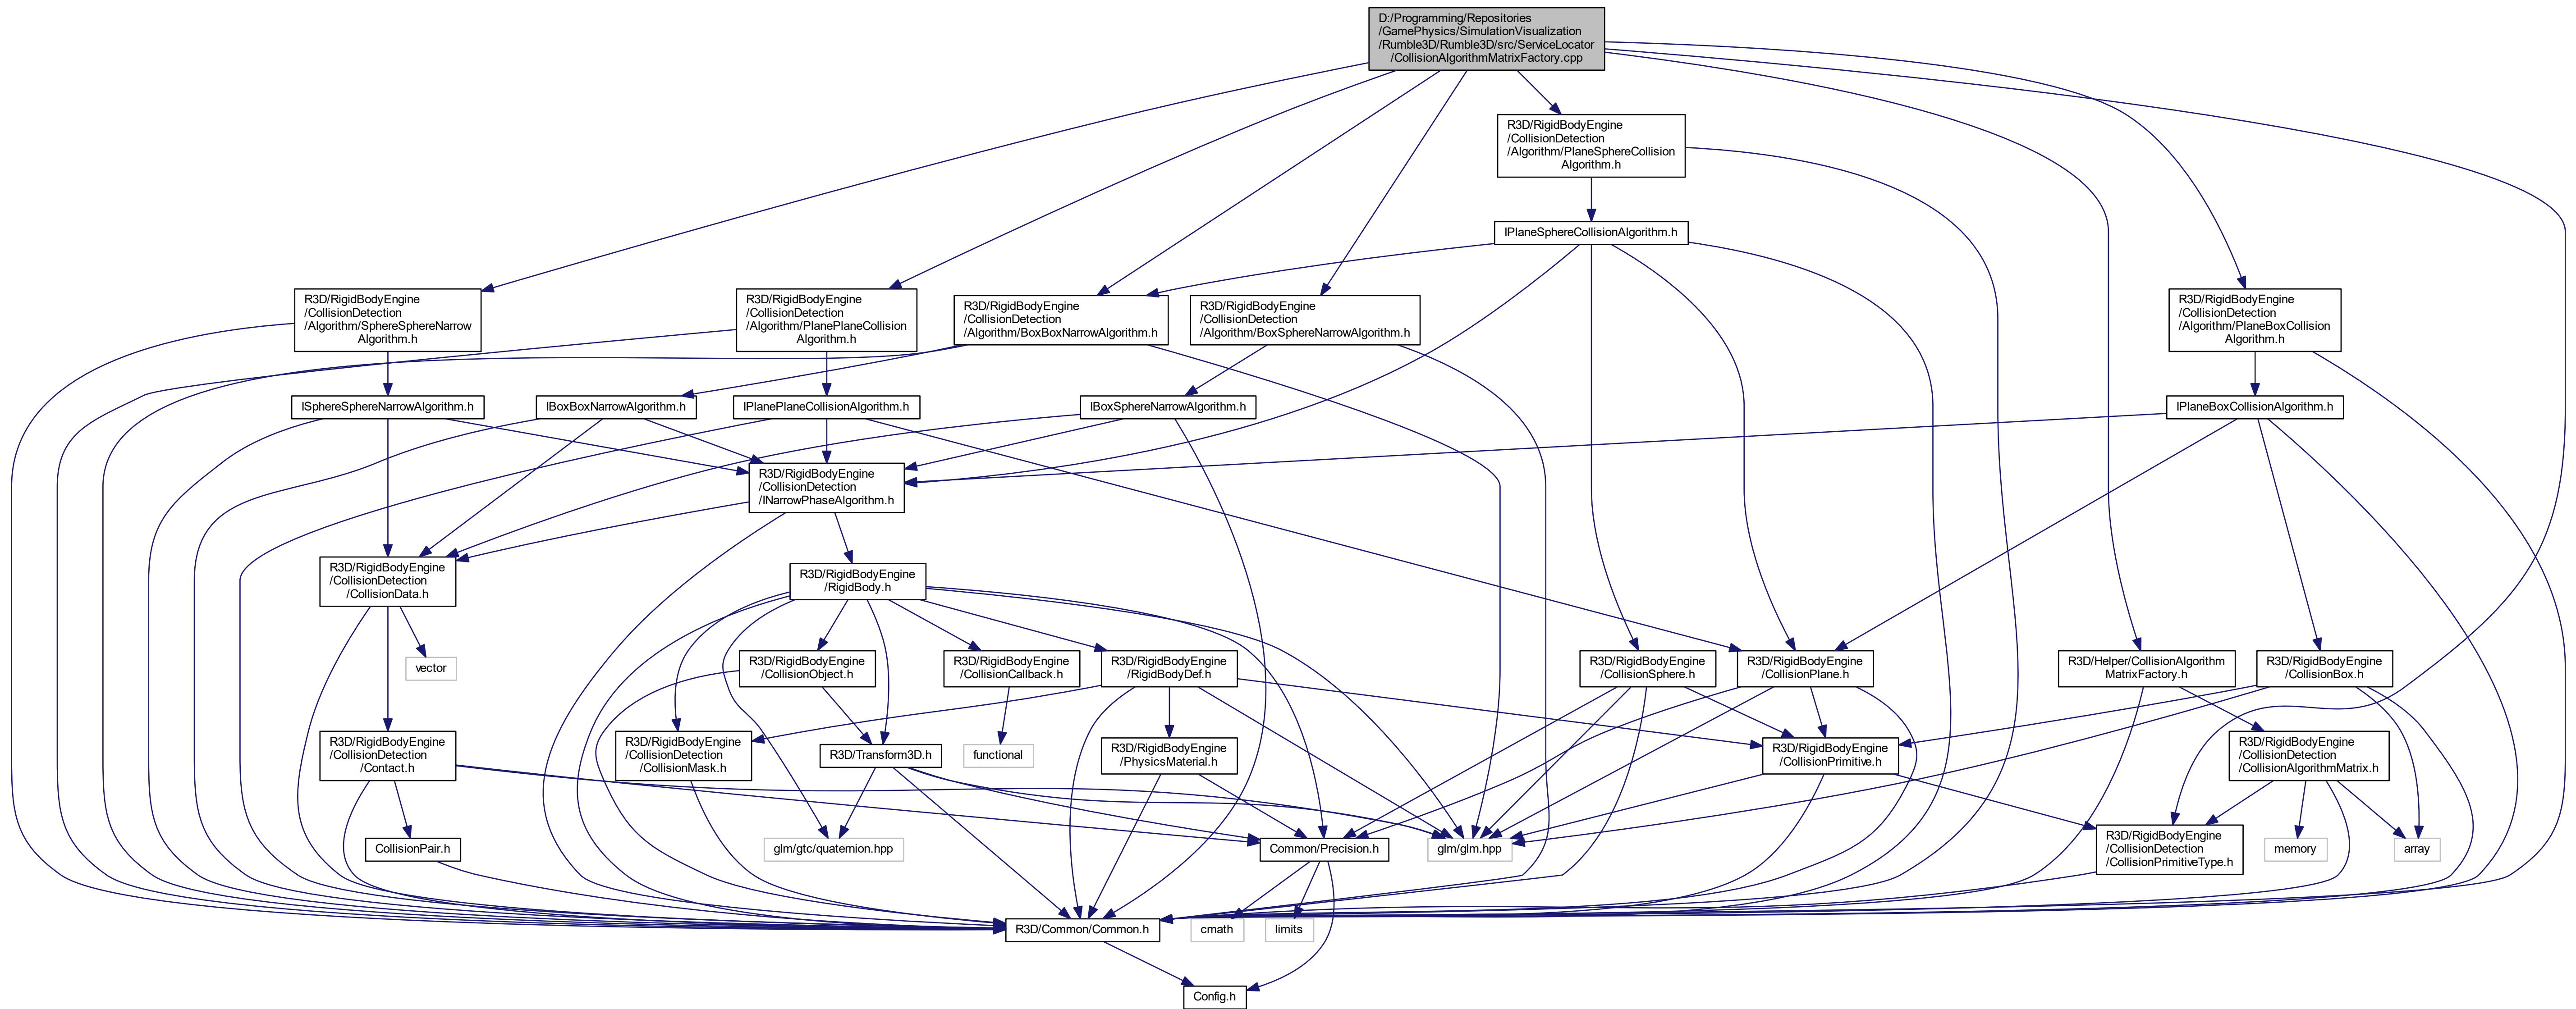 D:/Programming/Repositories
/GamePhysics/SimulationVisualization
/Rumble3D/Rumble3D/src/ServiceLocator
/CollisionAlgorithmMatrixFactory.cpp
R3D/RigidBodyEngine
/CollisionDetection
/Algorithm/PlaneSphereCollision
Algorithm.h
IPlaneSphereCollisionAlgorithm.h
R3D/RigidBodyEngine
/CollisionDetection
/Algorithm/SphereSphereNarrow
Algorithm.h
R3D/RigidBodyEngine
/CollisionDetection
/Algorithm/PlanePlaneCollision
Algorithm.h
R3D/RigidBodyEngine
/CollisionDetection
/Algorithm/BoxBoxNarrowAlgorithm.h
R3D/RigidBodyEngine
/CollisionDetection
/Algorithm/BoxSphereNarrowAlgorithm.h
R3D/RigidBodyEngine
/CollisionDetection
/Algorithm/PlaneBoxCollision
Algorithm.h
ISphereSphereNarrowAlgorithm.h
IBoxBoxNarrowAlgorithm.h
IPlanePlaneCollisionAlgorithm.h
IBoxSphereNarrowAlgorithm.h
IPlaneBoxCollisionAlgorithm.h
R3D/RigidBodyEngine
/CollisionDetection
/INarrowPhaseAlgorithm.h
R3D/RigidBodyEngine
/CollisionDetection
/CollisionData.h
R3D/RigidBodyEngine
/RigidBody.h
vector
R3D/RigidBodyEngine
/CollisionObject.h
R3D/RigidBodyEngine
/CollisionCallback.h
R3D/RigidBodyEngine
/RigidBodyDef.h
R3D/RigidBodyEngine
/CollisionSphere.h
R3D/RigidBodyEngine
/CollisionPlane.h
R3D/Helper/CollisionAlgorithm
MatrixFactory.h
R3D/RigidBodyEngine
/CollisionBox.h
R3D/RigidBodyEngine
/CollisionDetection
/Contact.h
R3D/RigidBodyEngine
/CollisionDetection
/CollisionMask.h
R3D/Transform3D.h
functional
R3D/RigidBodyEngine
/PhysicsMaterial.h
R3D/RigidBodyEngine
/CollisionPrimitive.h
R3D/RigidBodyEngine
/CollisionDetection
/CollisionAlgorithmMatrix.h
CollisionPair.h
glm/gtc/quaternion.hpp
Common/Precision.h
glm/glm.hpp
R3D/RigidBodyEngine
/CollisionDetection
/CollisionPrimitiveType.h
memory
array
R3D/Common/Common.h
cmath
limits
Config.h